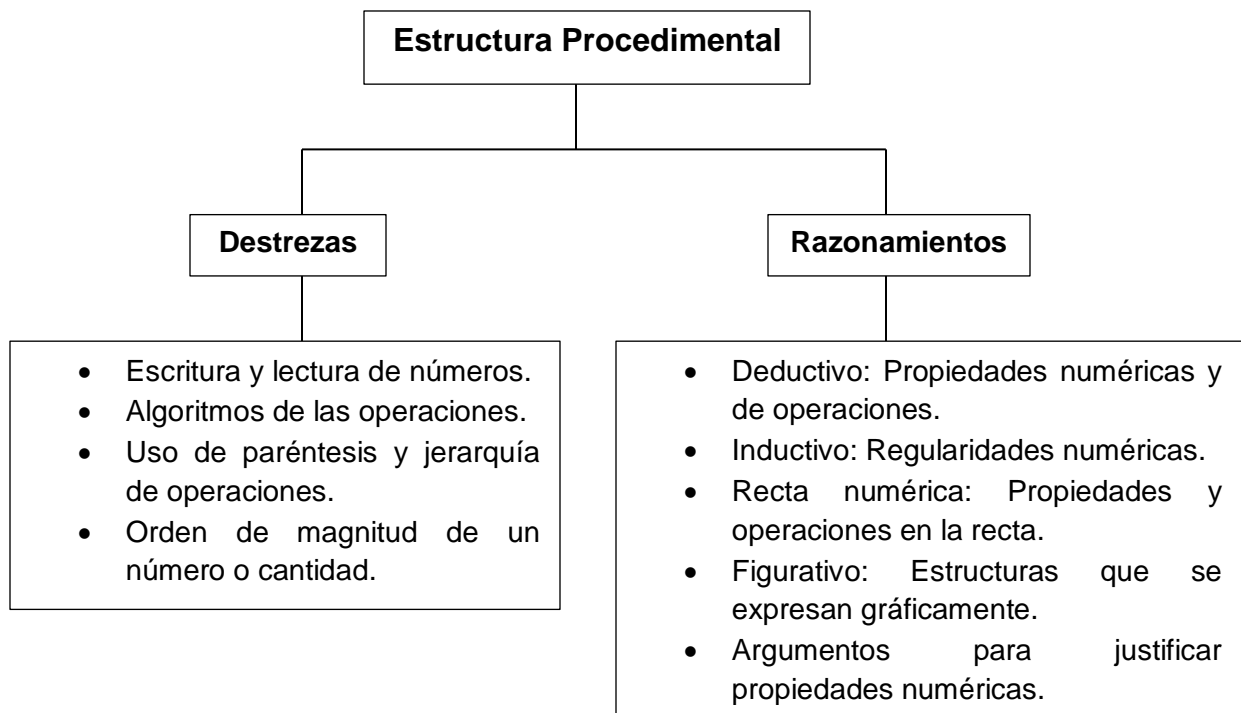 Estructura Procedimental
Destrezas
Razonamientos
• Escritura y lectura de números.
• Algoritmos de las operaciones.
• Uso de paréntesis y jerarquía
de operaciones.
• Orden de magnitud de un
número o cantidad.
• Deductivo: Propiedades numéricas y
de operaciones.
• Inductivo: Regularidades numéricas.
• Recta numérica: Propiedades y
operaciones en la recta.
• Figurativo: Estructuras que se
expresan gráficamente.
• Argumentos para justificar
propiedades numéricas.